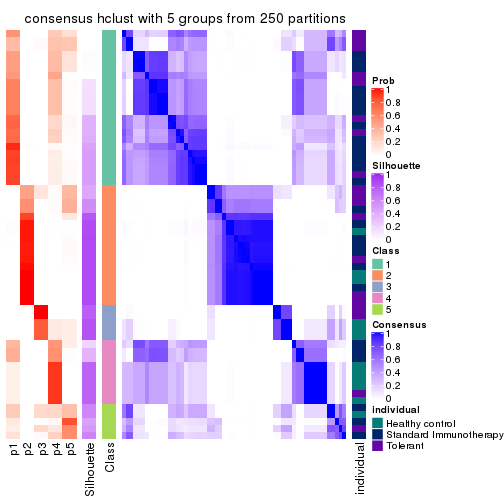 consensus hclust with 5 groups from 250 partitions
Prob
1
0.8
0.6
0.4
0.2
0
Silhouette
1
0.8
0.6
0.4
0.2
0
Class
1
2
3
4
5
Consensus
1
0.8
0.6
0.4
0.2
0
individual
Healthy control
Standard Immunotherapy
Tolerant
p1
p2
p3
p4
p5
Silhouette
Class
individual